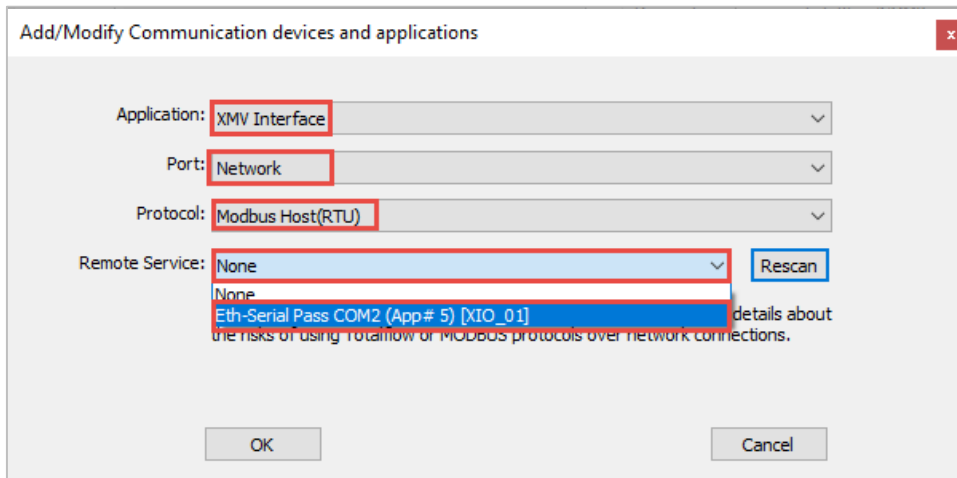 Add/Modify Communication devices and applications
x
Application: XMV Interface
Port: Network
Protocol: Modbus Host(RTU)
Remote Service: None Rescan
None
Eth-Serial Pass COM2 (App# 5) [XIO_01] details about
the risks of using Totalflow or MODBUS protocols over network connections.
OK Cancel